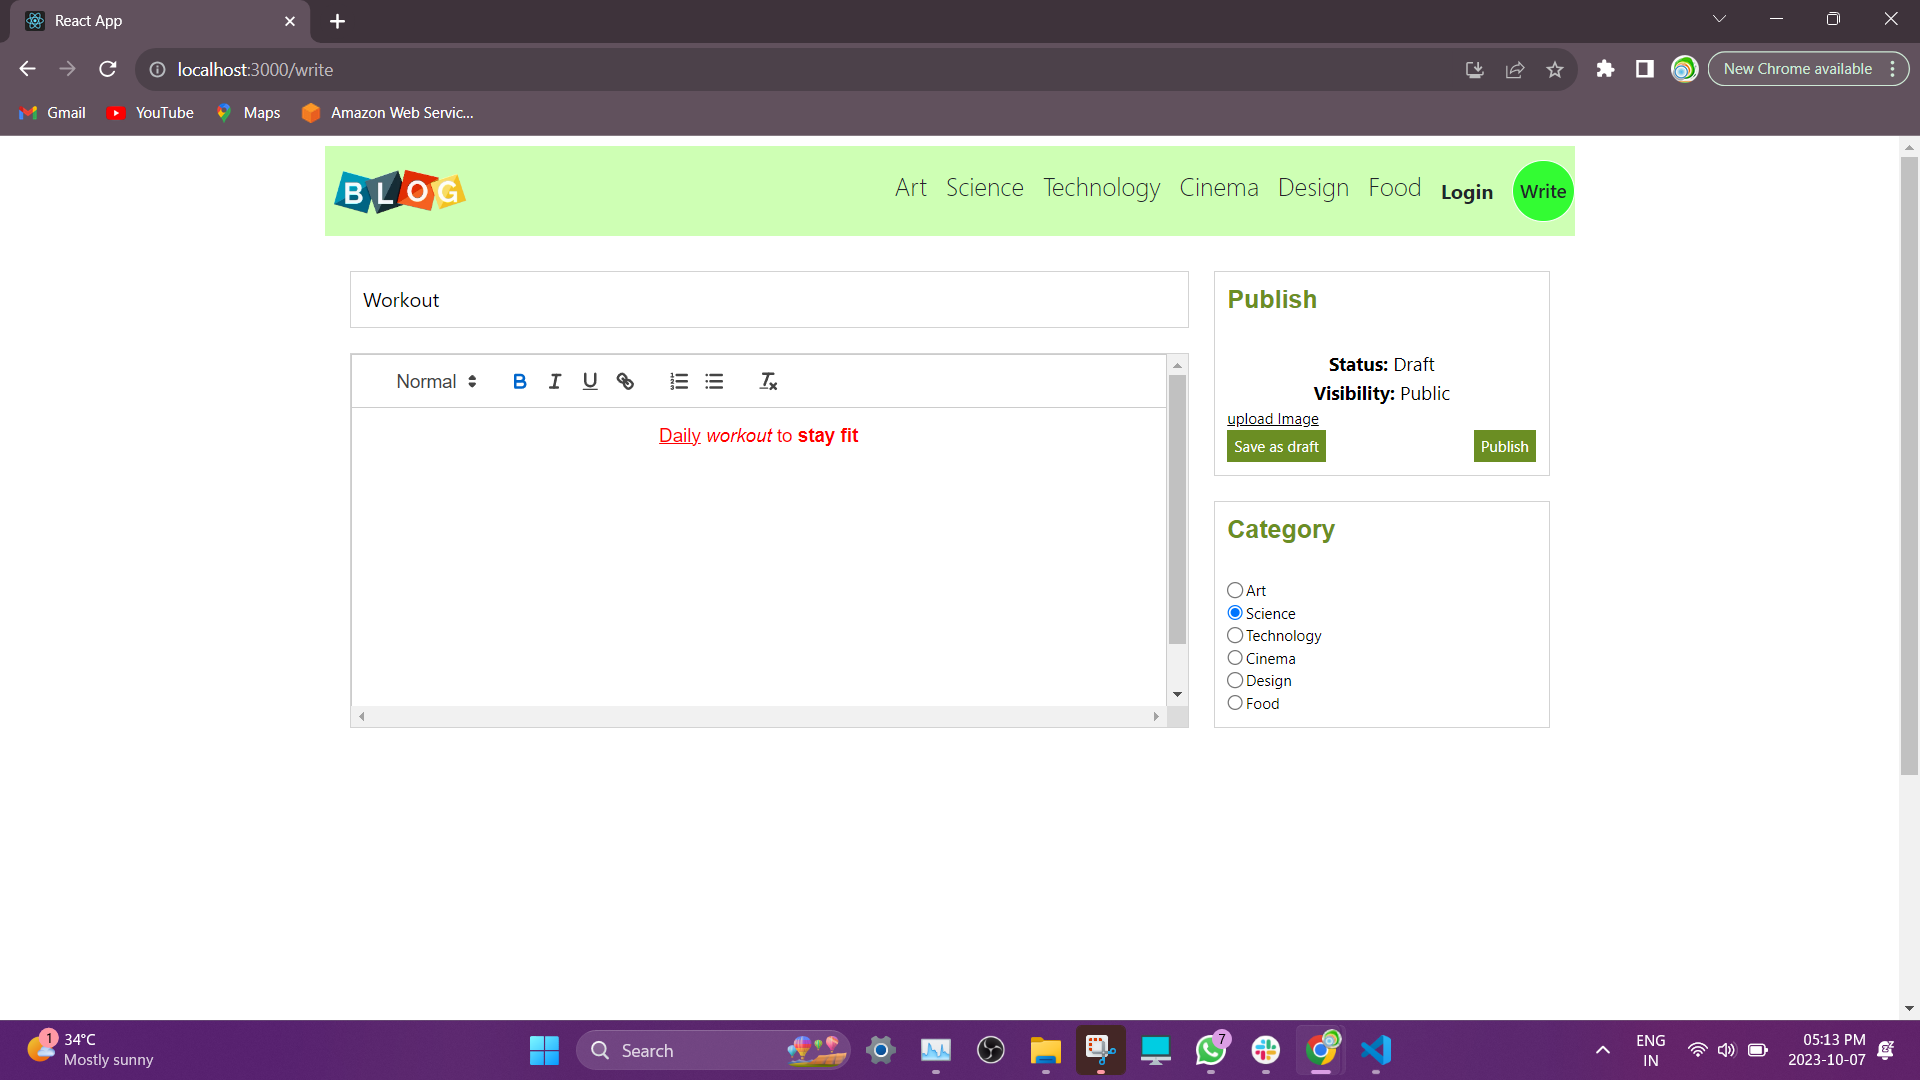 React App
localhost:3000/write
New Chrome available
Gmail YouTube Maps Amazon Web Servic...
BLOG Art Science Technology Cinema Design Food Login Write
Workout
Normal B I U
Daily workout to stay fit
Publish
Status: Draft
Visibility: Public
upload Image
Save as draft Publish
Category
Art
Science
Technology
Cinema
Design
Food
1
34°C
Mostly sunny
Search
7
ENG
IN
05:13 PM
2023-10-07